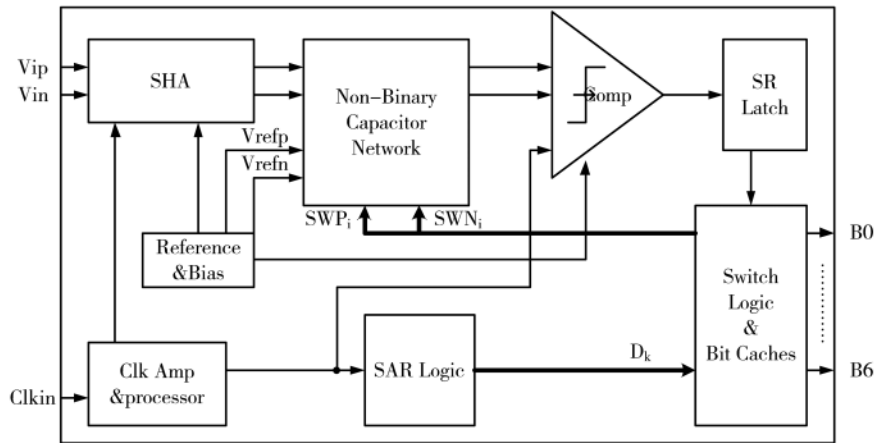 Vip
Vin
SHA
Non-Binary
Capacitor
Network
Comp
SR
Latch
Vrefp
Vrefn
SWPi
SWNi
Reference
&Bias
B0
Switch
Logic
&
Bit Caches
Clk Amp
&processor
SAR Logic
Dk
B6
Clkin